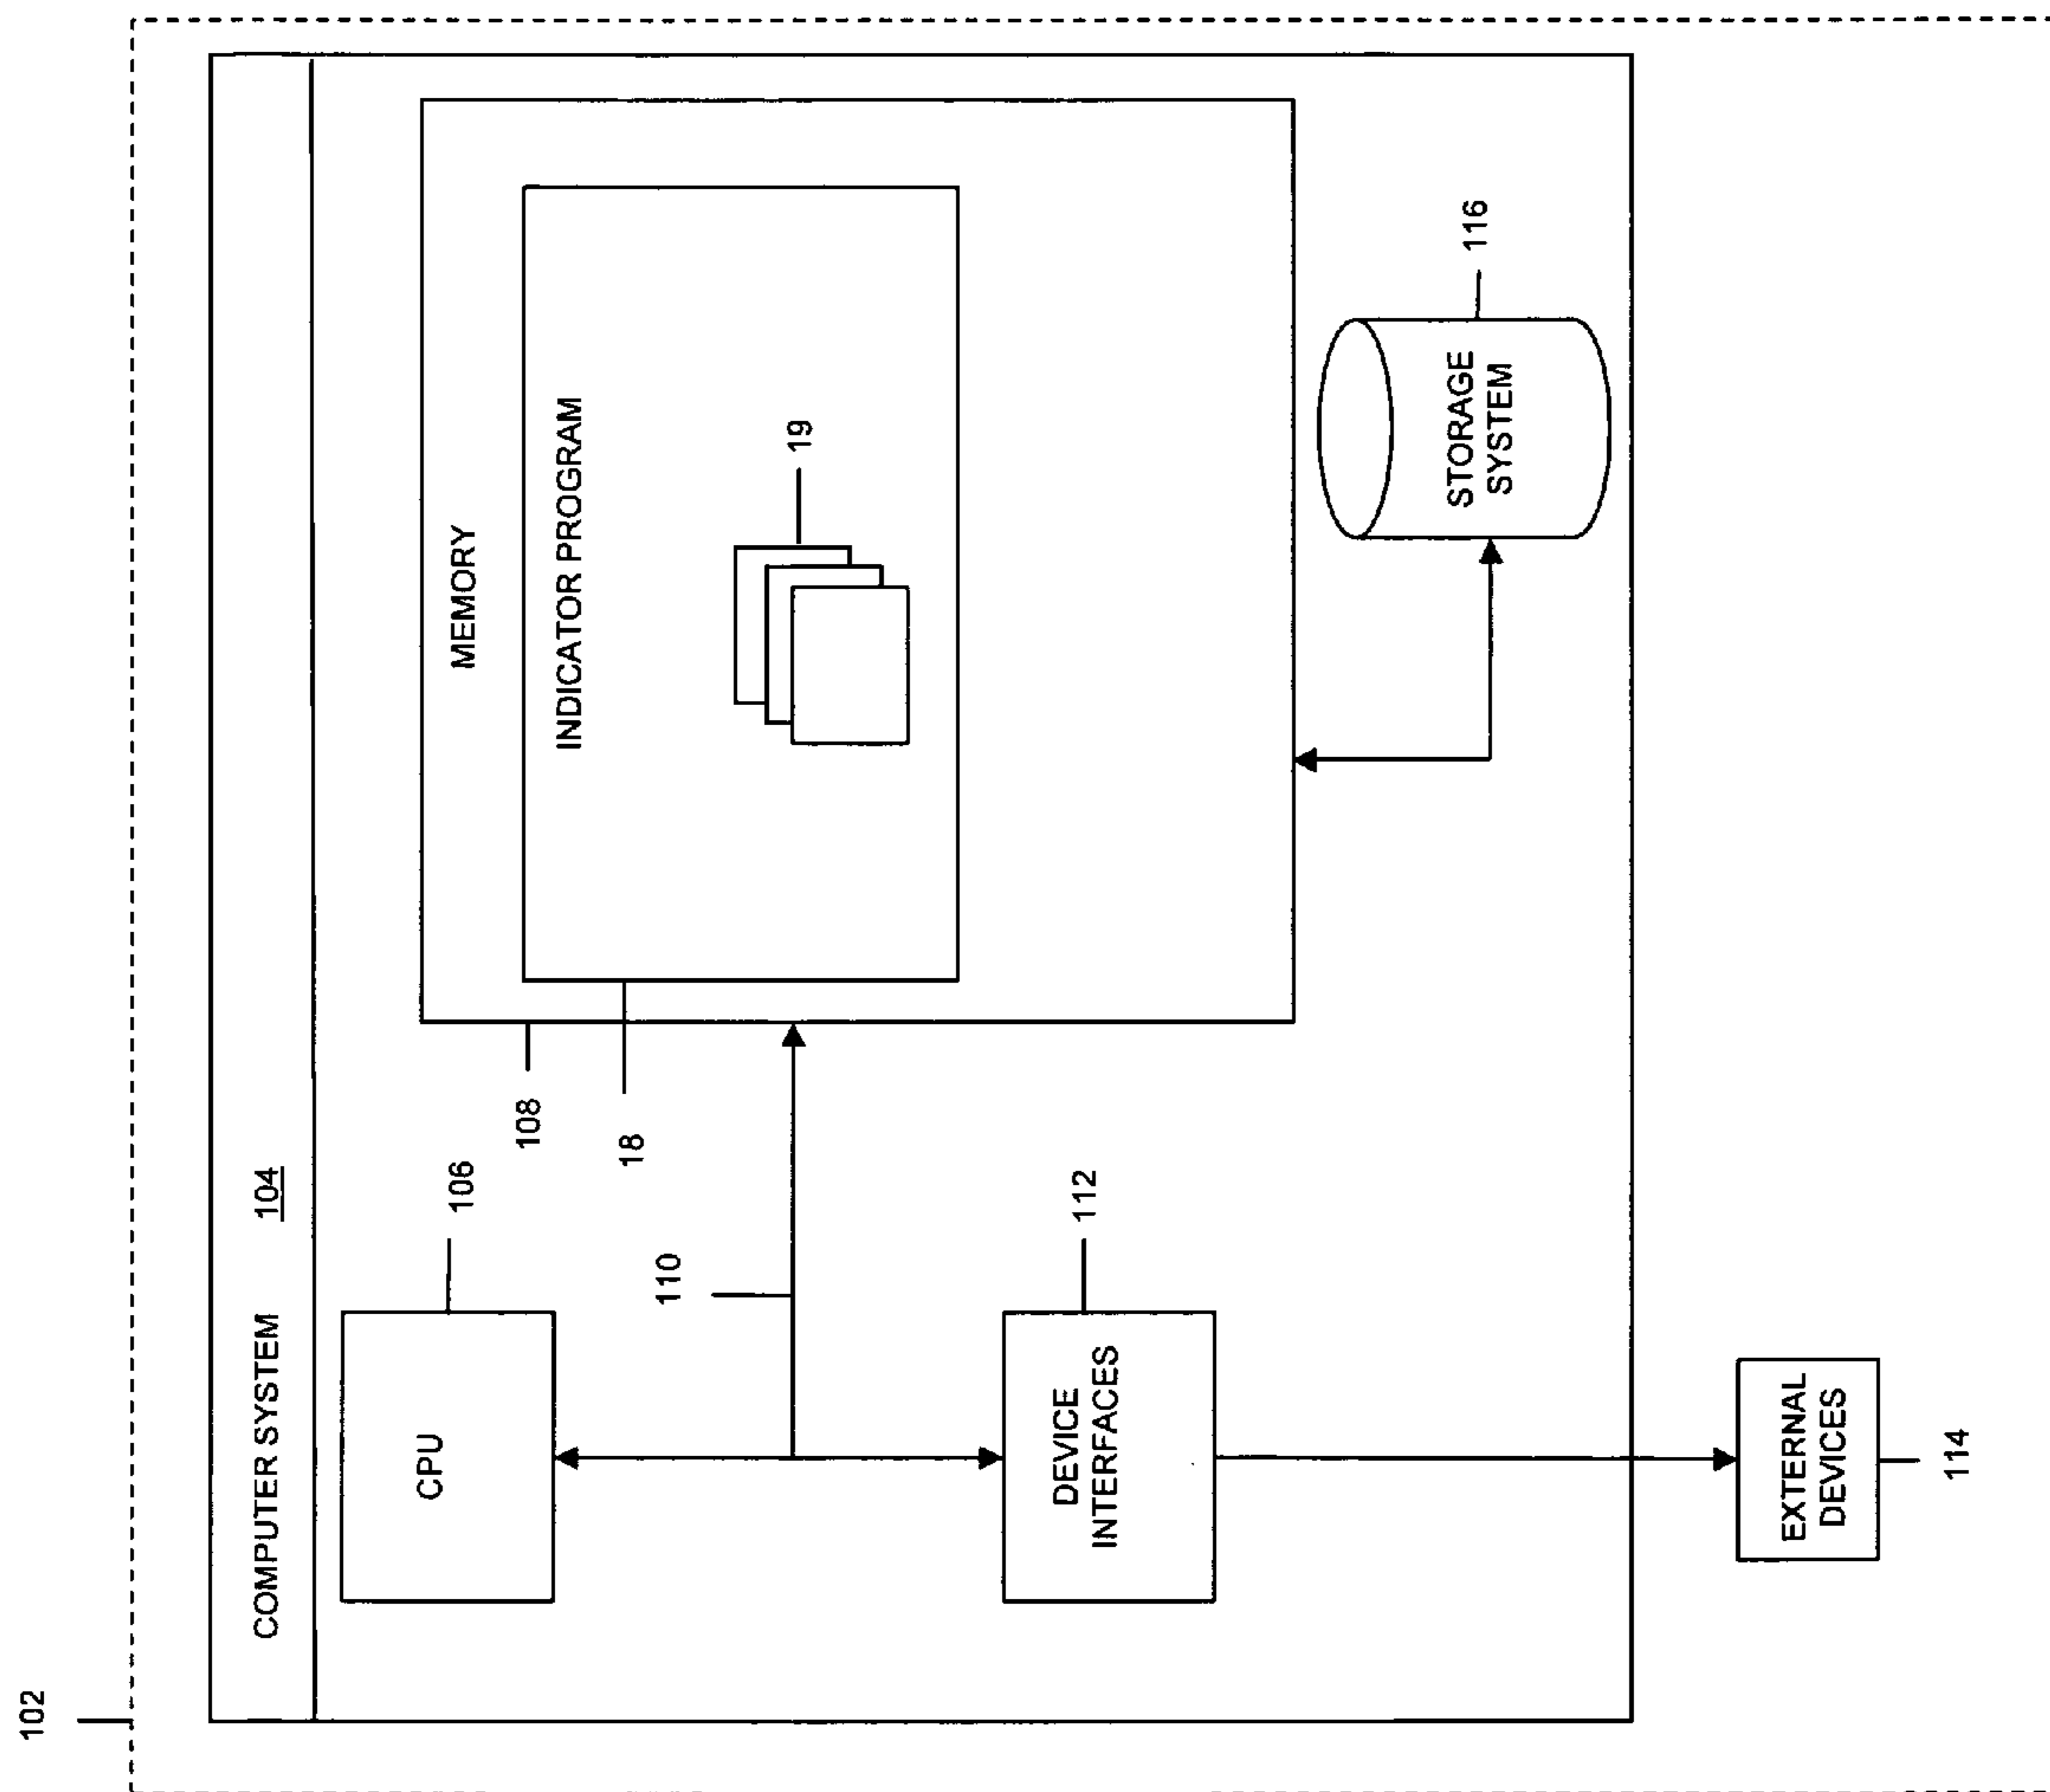 102
COMPUTER SYSTEM 104
CPU
106
108
18
MEMORY
INDICATOR PROGRAM
19
110
DEVICE
INTERFACES
112
STORAGE
SYSTEM
116
EXTERNAL
DEVICES
114